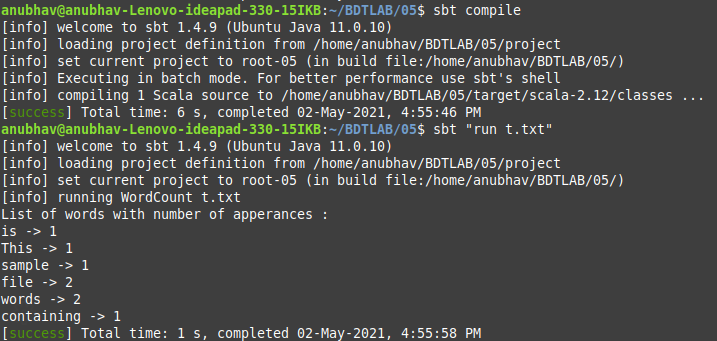 anubhav@anubhav-Lenovo-ideapad-330-15IKB:~/BDTLAB/05$ sbt compile
[info] welcome to sbt 1.4.9 (Ubuntu Java 11.0.10)
[info] loading project definition from /home/anubhav/BDTLAB/05/project
[info] set current project to root-05 (in build file:/home/anubhav/BDTLAB/05/)
[info] Executing in batch mode. For better performance use sbt's shell
[info] compiling 1 Scala source to /home/anubhav/BDTLAB/05/target/scala-2.12/classes ...
[success] Total time: 6 s, completed 02-May-2021, 4:55:46 PM
anubhav@anubhav-Lenovo-ideapad-330-15IKB:~/BDTLAB/05$ sbt "run t.txt"
[info] welcome to sbt 1.4.9 (Ubuntu Java 11.0.10)
[info] loading project definition from /home/anubhav/BDTLAB/05/project
[info] set current project to root-05 (in build file:/home/anubhav/BDTLAB/05/)
[info] running WordCount t.txt
List of words with number of apperances :
is -> 1
This -> 1
sample -> 1
file -> 2
words -> 2
containing -> 1
[success] Total time: 1 s, completed 02-May-2021, 4:55:58 PM